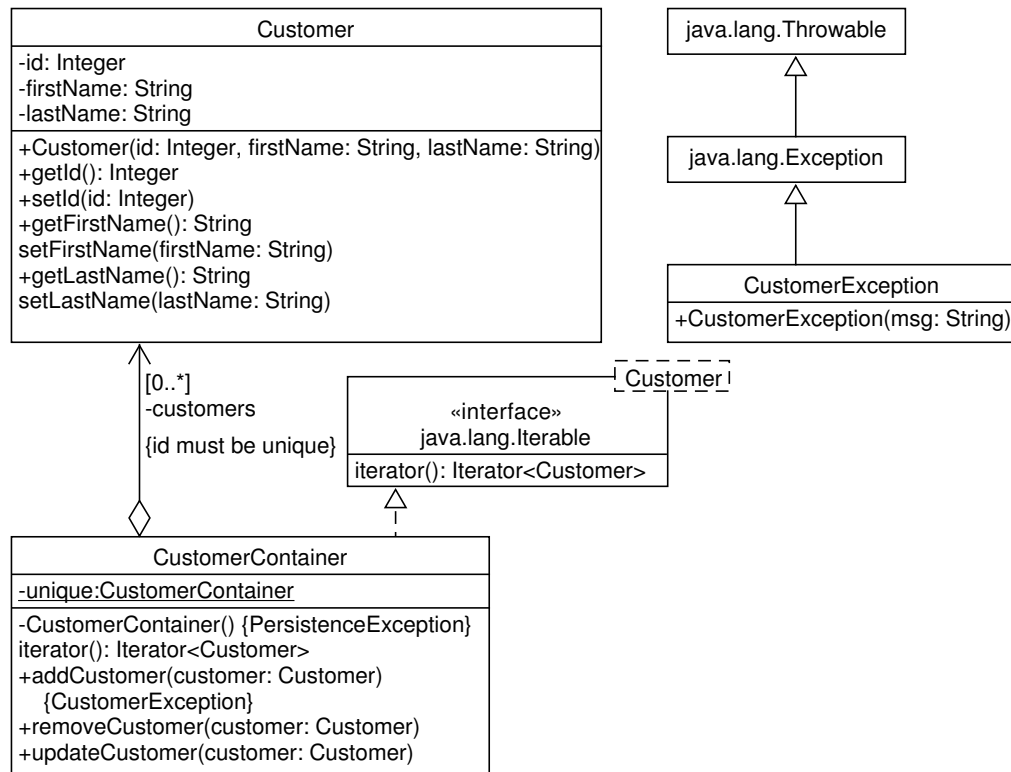 Customer
-id: Integer
-firstName: String
-lastName: String
+Customer(id: Integer, firstName: String, lastName: String)
+getId(): Integer
+setId(id: Integer)
+getFirstName(): String
setFirstName(firstName: String)
+getLastName(): String
setLastName(lastName: String)
java.lang.Throwable
java.lang.Exception
CustomerException
+CustomerException(msg: String)
[0..*]
-customers
{id must be unique}
Customer
«interface»
java.lang.Iterable
iterator(): Iterator<Customer>
CustomerContainer
-unique:CustomerContainer
-CustomerContainer() {PersistenceException}
iterator(): Iterator<Customer>
+addCustomer(customer: Customer)
{CustomerException}
+removeCustomer(customer: Customer)
+updateCustomer(customer: Customer)